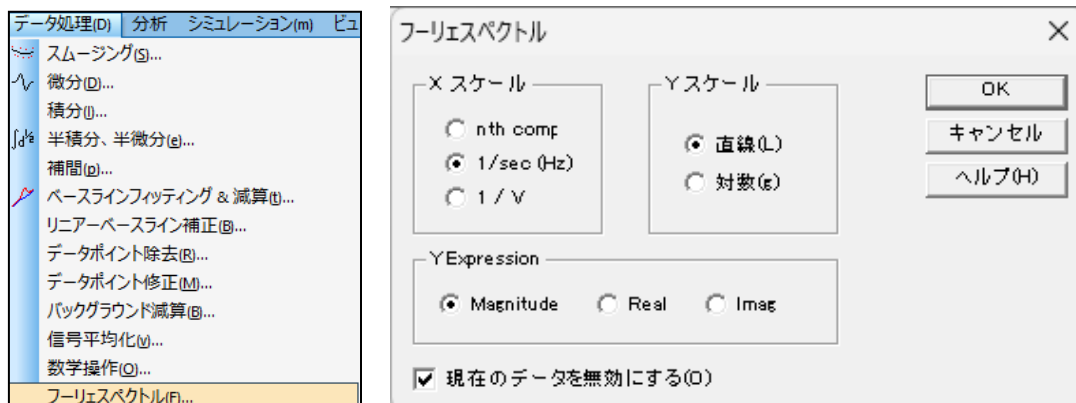 データ処理(D) 分析 シミュレーション(m) ビュ
スムージング(S)...
微分(D)...
積分(I)...
半積分、半微分(e)...
補間(p)...
ベースラインフィッティング & 減算(t)...
リニアーベースライン補正(B)...
データポイント除去(R)...
データポイント修正(M)...
バックグラウンド減算(B)...
信号平均化(v)...
数学操作(O)...
フーリエスペクトル(F)...
フーリェスペクトル
X スケール
nth comp
1/sec (Hz)
1 / V
Y スケール
直線(L)
対数(g)
OK
キャンセル
ヘルプ(H)
Y Expression
Magnitude Real Imag
現在のデータを無効にする(O)